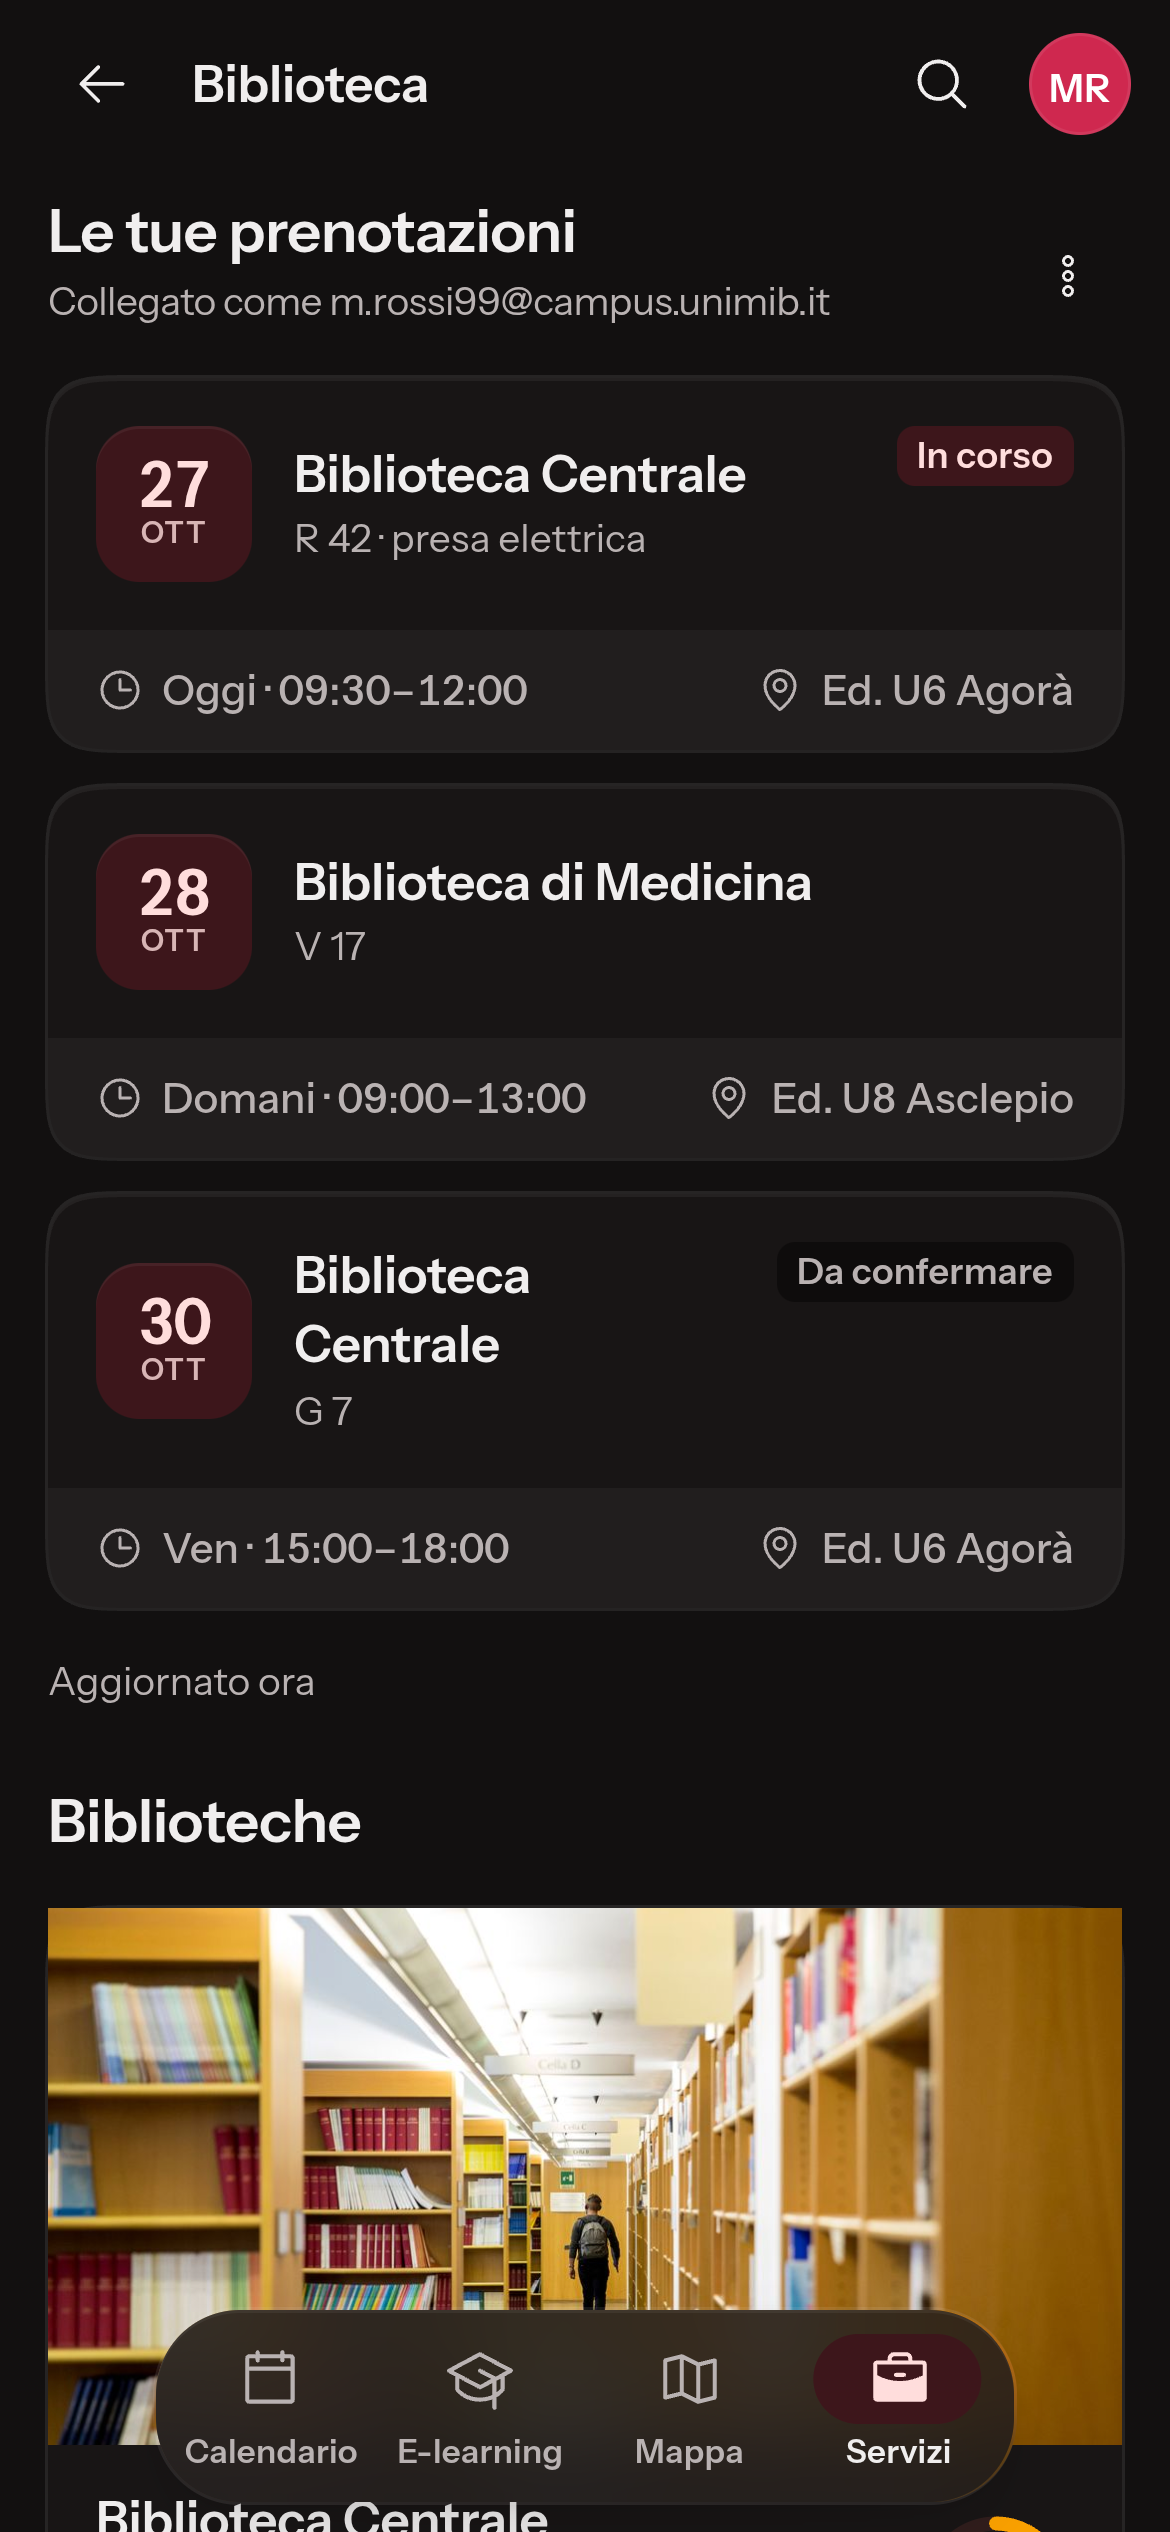 Biblioteca
MR
Le tue prenotazioni
Collegato come m.rossi99@campus.unimib.it
27
OTT
Biblioteca Centrale
R 42 · presa elettrica
In corso
Oggi · 09:30–12:00
Ed. U6 Agorà
28
OTT
Biblioteca di Medicina
V 17
Domani · 09:00–13:00
Ed. U8 Asclepio
30
OTT
Biblioteca
Centrale
G 7
Da confermare
Ven · 15:00–18:00
Ed. U6 Agorà
Aggiornato ora
Biblioteche
Cella D
Calendario
E-learning
Mappa
Servizi
Biblioteca Centrale